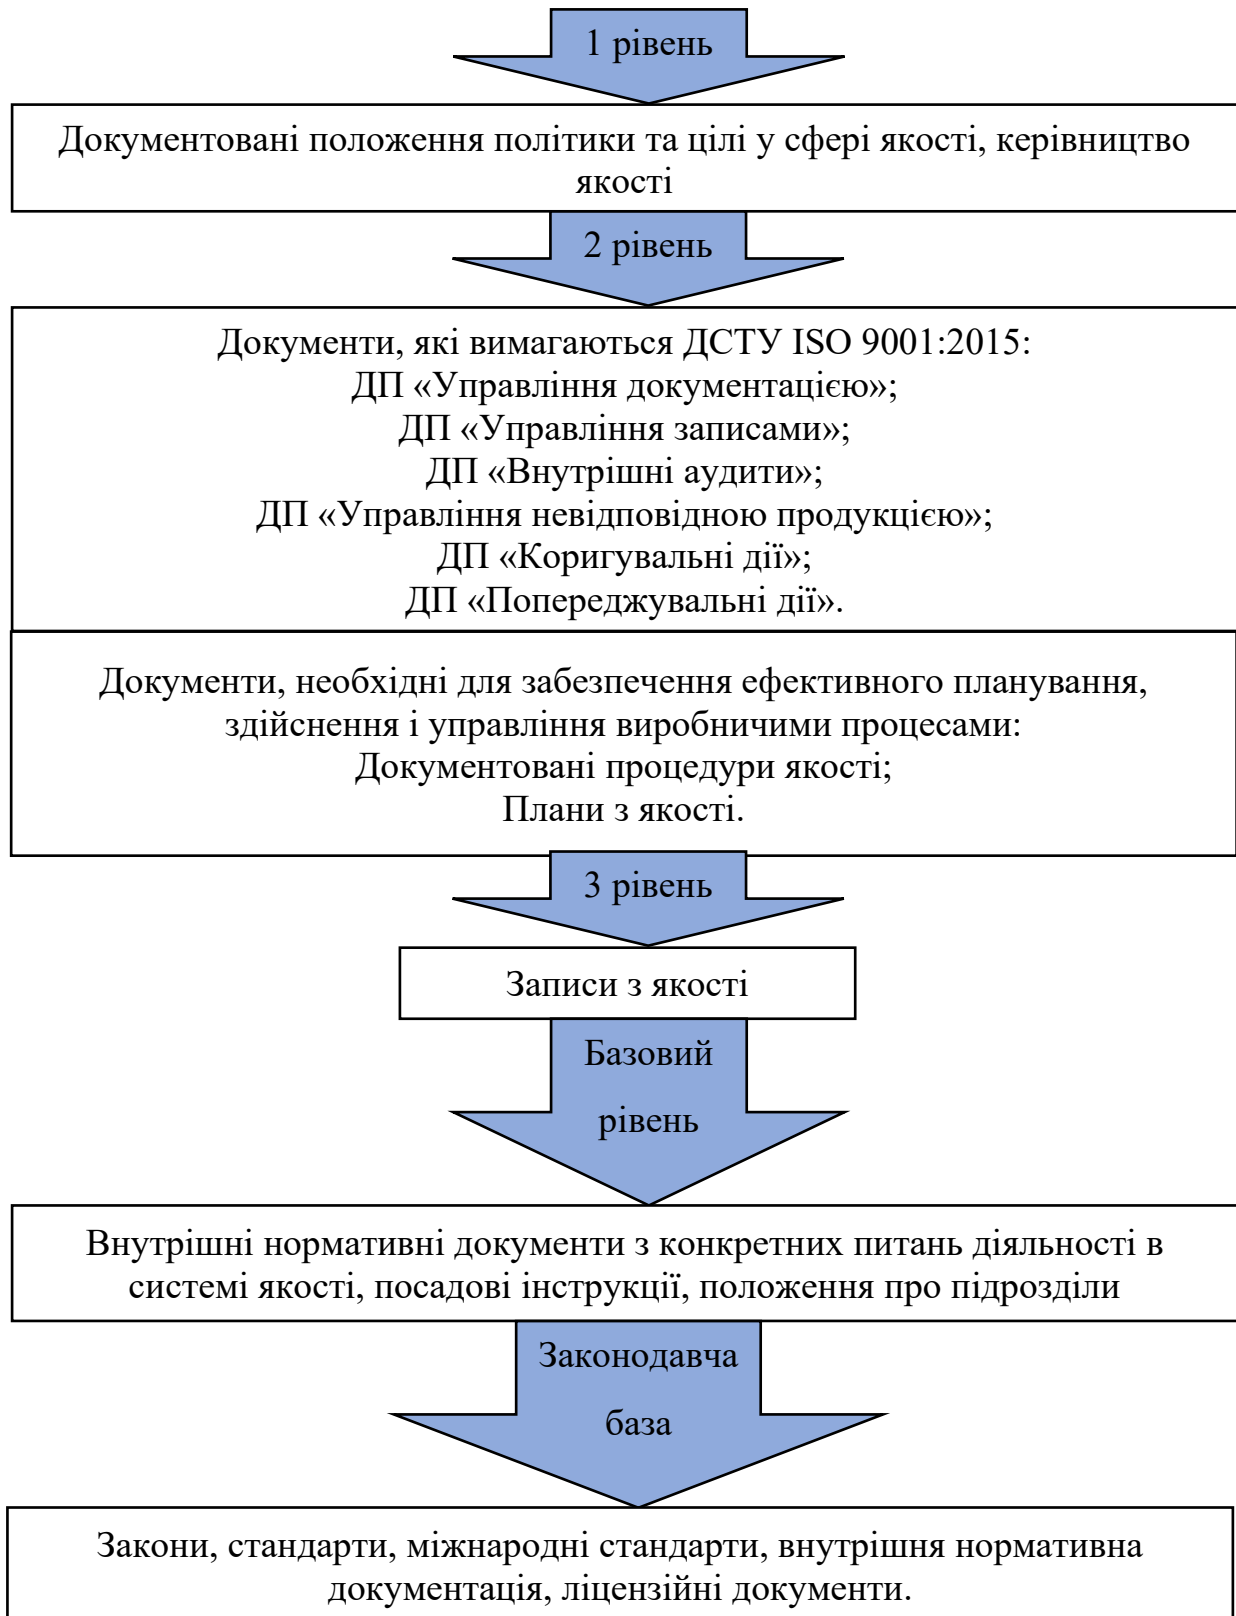 1 рівень
Документовані положення політики та цілі у сфері якості, керівництво
якості
2 рівень
Документи, які вимагаються ДСТУ ISO 9001:2015:
ДП «Управління документацією»;
ДП «Управління записами»;
ДП «Внутрішні аудити»;
ДП «Управління невідповідною продукцією»;
ДП «Коригувальні дії»;
ДП «Попереджувальні дії».
Документи, необхідні для забезпечення ефективного планування,
здійснення і управління виробничими процесами:
Документовані процедури якості;
Плани з якості.
3 рівень
Записи з якості
Базовий
рівень
Внутрішні нормативні документи з конкретних питань діяльності в
системі якості, посадові інструкції, положення про підрозділи
Законодавча
база
Закони, стандарти, міжнародні стандарти, внутрішня нормативна
документація, ліцензійні документи.